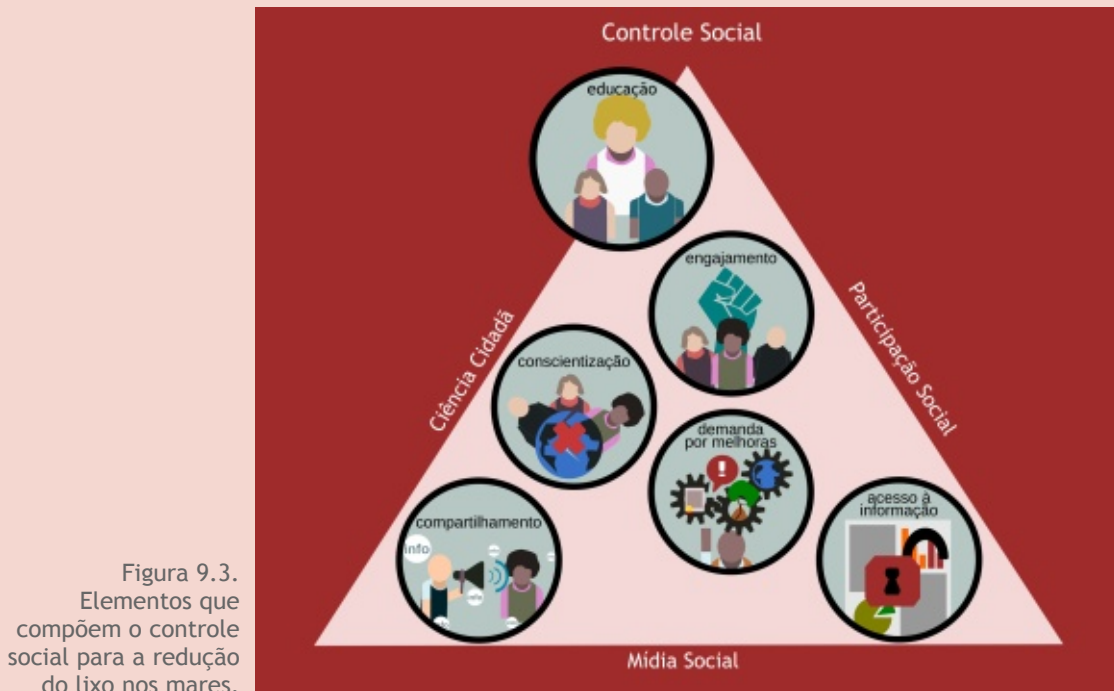 Controle Social
educação
engajamento
Ciência Cidadã
Participação Social
conscientização
demanda
por melhoras
!
acesso à
informação
compartilhamento
info
Mídia Social
Figura 9.3.
Elementos que
compõem o controle
social para a redução
do lixo nos mares.